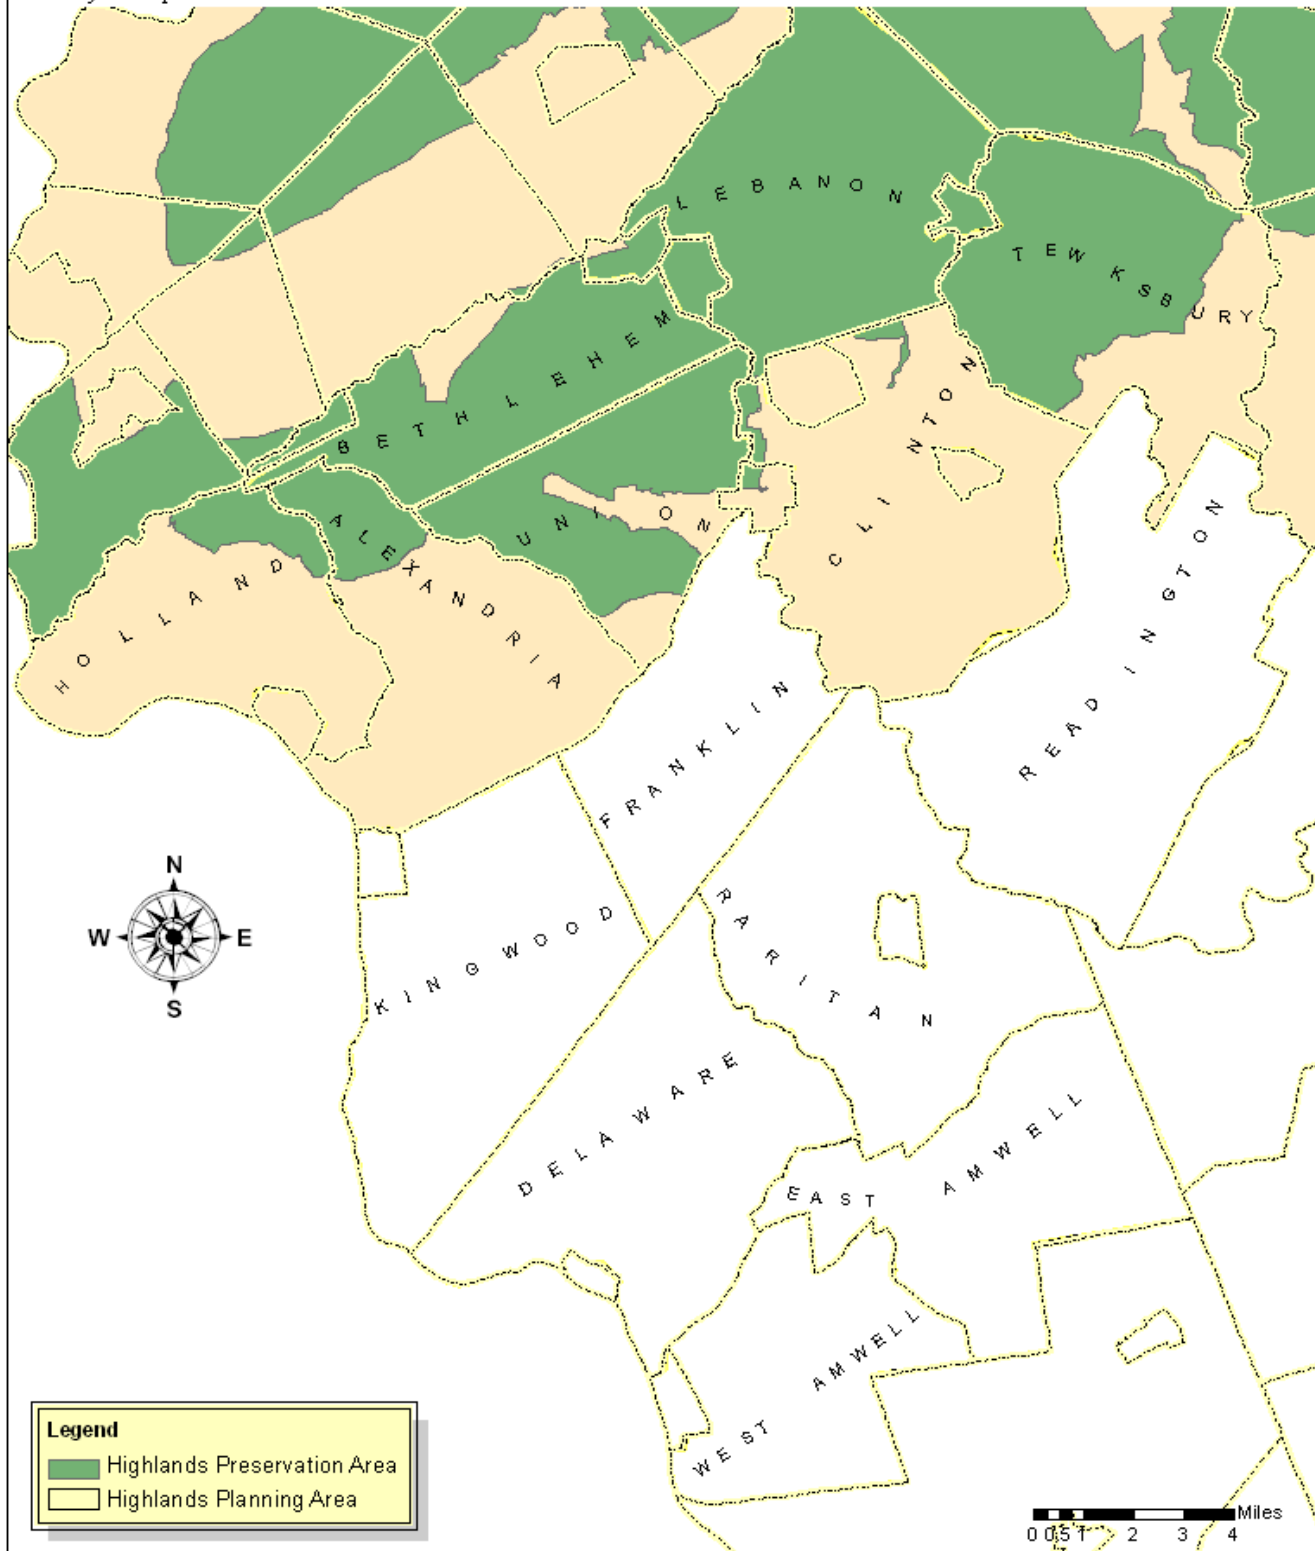 LEBANON
TEWKSBURY
BETHLEHEM
CLINTON
UNION
ALEXANDRIA
HOLLAND
READINGTON
FRANKLIN
KINGWOOD
RARITAN
DELAWARE
EAST AMWELL
WEST AMWELL
N
W E
S
Legend
Highlands Preservation Area
Highlands Planning Area
Miles
0 0.5 1 2 3 4